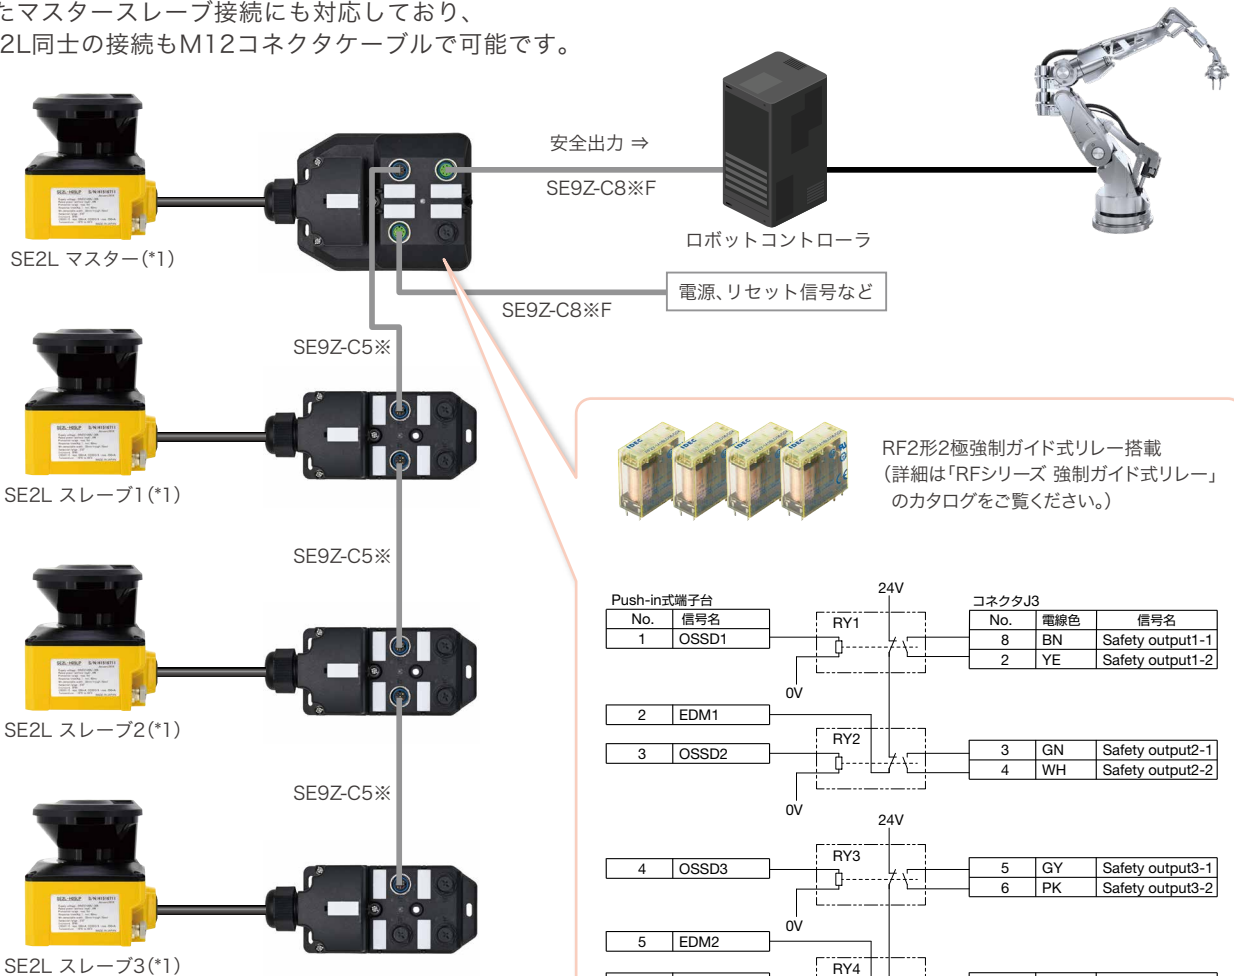 たマスタースレーブ接続にも対応しており、
2L同士の接続もM12コネクタケーブルで可能です。
安全出力 ⇒
SE9Z-C8※F
ロボットコントローラ
SE2L マスター(*1)
電源、リセット信号など
SE9Z-C8※F
SE9Z-C5※
SE2L スレーブ1(*1)
RF2形2極強制ガイド式リレー搭載
(詳細は「RFシリーズ 強制ガイド式リレー」
のカタログをご覧ください。)
SE9Z-C5※
SE2L スレーブ2(*1)
SE9Z-C5※
SE2L スレーブ3(*1)
24V
Push-in式端子台
コネクタJ3
No. 信号名
RY1
No. 電線色 信号名
1 OSSD1
8 BN Safety output1-1
2 YE Safety output1-2
0V
2 EDM1
RY2
3 OSSD2
3 GN Safety output2-1
4 WH Safety output2-2
0V
24V
RY3
4 OSSD3
5 GY Safety output3-1
6 PK Safety output3-2
0V
5 EDM2
RY4